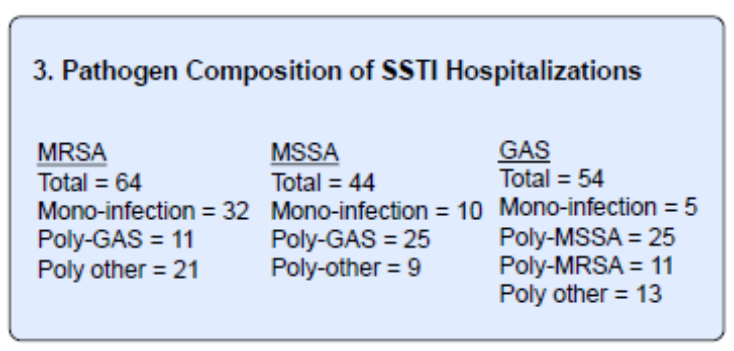 3. Pathogen Composition of SSTI Hospitalizations
MRSA
Total = 64
Mono-infection = 32
Poly-GAS = 11
Poly other = 21
MSSA
Total = 44
Mono-infection = 10
Poly-GAS = 25
Poly-other = 9
GAS
Total = 54
Mono-infection = 5
Poly-MSSA = 25
Poly-MRSA = 11
Poly other = 13